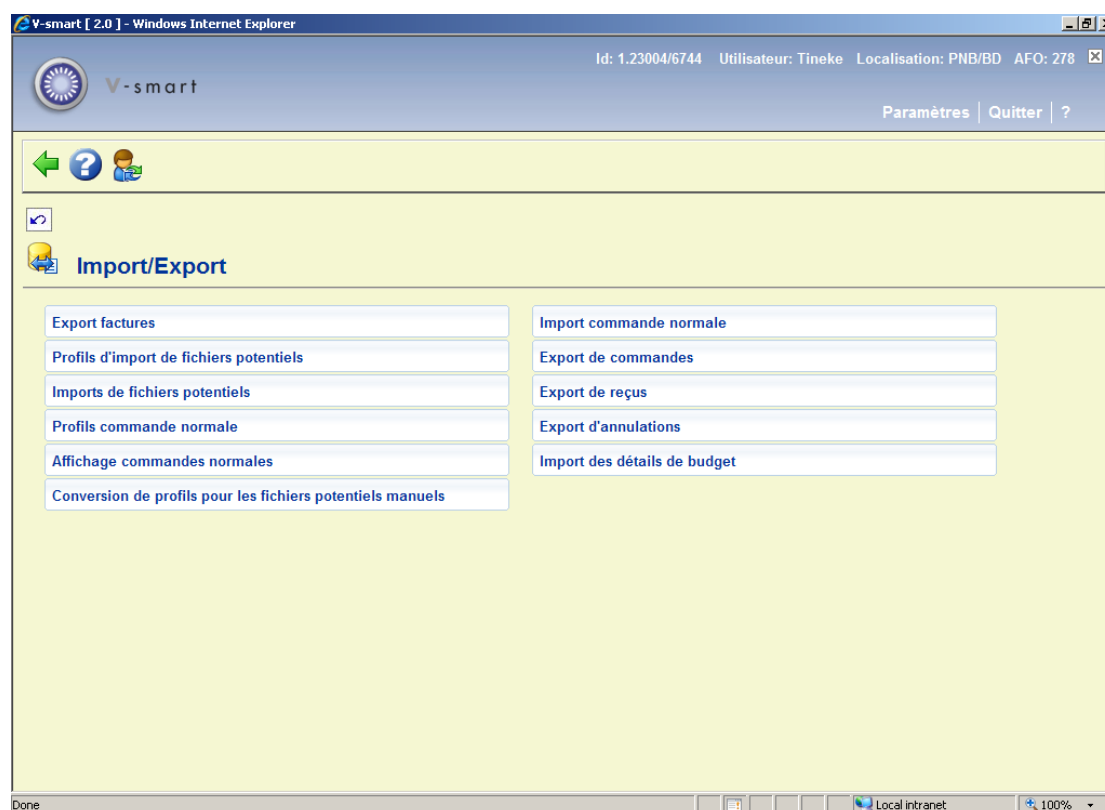 V-smart [ 2.0 ] - Windows Internet Explorer
Id: 1.23004/6744 Utilisateur: Tineke Localisation: PNB/BD AFO: 278
V-smart
Paramètres | Quitter | ?
Import/Export
Export factures
Profils d'import de fichiers potentiels
Imports de fichiers potentiels
Profils commande normale
Affichage commandes normales
Conversion de profils pour les fichiers potentiels manuels
Import commande normale
Export de commandes
Export de reçus
Export d'annulations
Import des détails de budget
Done
Local intranet
100%